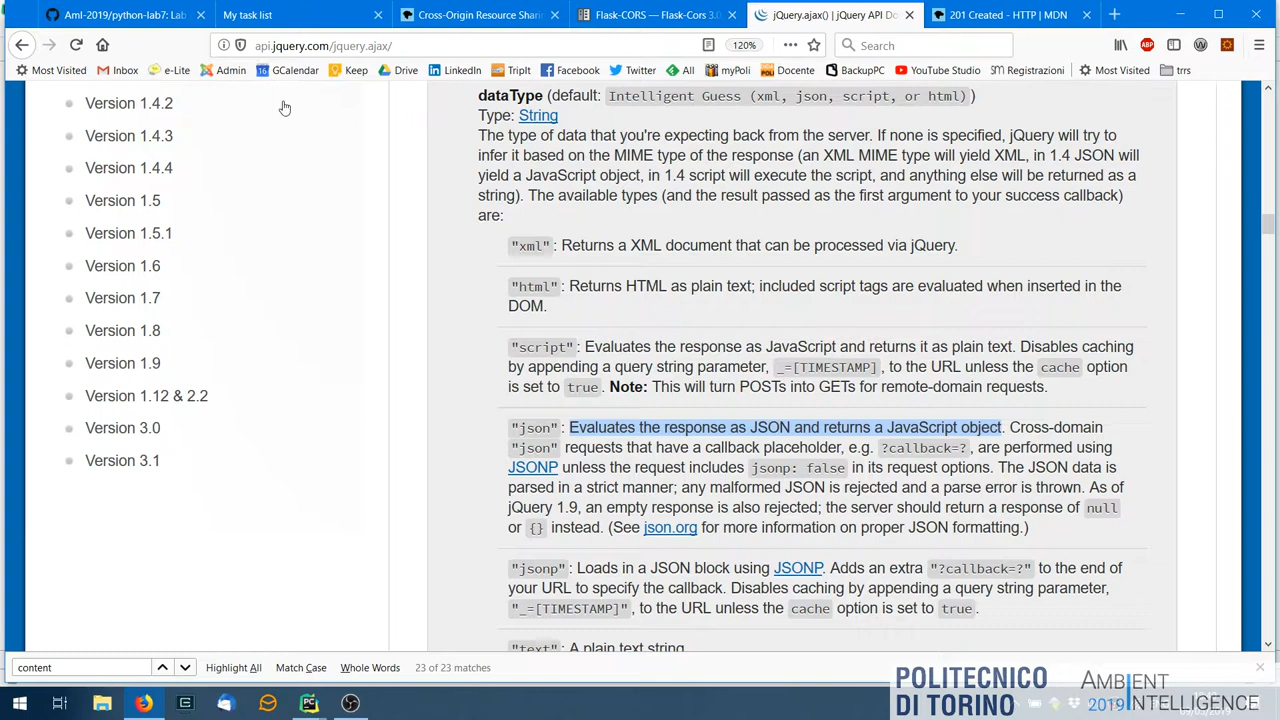 AmI-2019/python-lab7: Lab
My task list
Cross-Origin Resource Sharin
Flask-CORS — Flask-Cors 3.0
jQuery.ajax() | jQuery API Do
201 Created - HTTP | MDN
api.jquery.com/jquery.ajax/
120%
Search
Most Visited
Inbox
e-Lite
Admin
GCalendar
Keep
Drive
LinkedIn
TripIt
Facebook
Twitter
All
myPoli
Docente
BackupPC
YouTube Studio
Registrazioni
Most Visited
trrs
Version 1.4.2
Version 1.4.3
Version 1.4.4
Version 1.5
Version 1.5.1
Version 1.6
Version 1.7
Version 1.8
Version 1.9
Version 1.12 & 2.2
Version 3.0
Version 3.1
dataType (default: Intelligent Guess (xml, json, script, or html))
Type: String
The type of data that you're expecting back from the server. If none is specified, jQuery will try to
infer it based on the MIME type of the response (an XML MIME type will yield XML, in 1.4 JSON will
yield a JavaScript object, in 1.4 script will execute the script, and anything else will be returned as a
string). The available types (and the result passed as the first argument to your success callback)
are:
"xml": Returns a XML document that can be processed via jQuery.
"html": Returns HTML as plain text; included script tags are evaluated when inserted in the
DOM.
"script": Evaluates the response as JavaScript and returns it as plain text. Disables caching
by appending a query string parameter, _=[TIMESTAMP], to the URL unless the cache option
is set to true. Note: This will turn POSTs into GETs for remote-domain requests.
"json": Evaluates the response as JSON and returns a JavaScript object. Cross-domain
"json" requests that have a callback placeholder, e.g. ?callback=?, are performed using
JSONP unless the request includes jsonp: false in its request options. The JSON data is
parsed in a strict manner; any malformed JSON is rejected and a parse error is thrown. As of
jQuery 1.9, an empty response is also rejected; the server should return a response of null
or {} instead. (See json.org for more information on proper JSON formatting.)
"jsonp": Loads in a JSON block using JSONP. Adds an extra "?callback=?" to the end of
your URL to specify the callback. Disables caching by appending a query string parameter,
"_=[TIMESTAMP]", to the URL unless the cache option is set to true.
"text": A plain text string.
content
Highlight All
Match Case
Whole Words
23 of 23 matches
POLITECNICO
DI TORINO
AMBIENT
2019 INTELLIGENCE